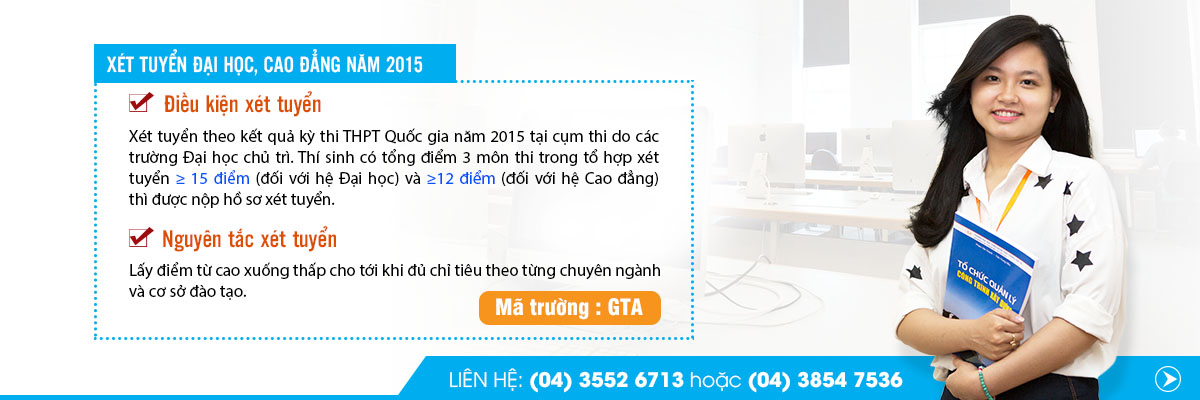 XÉT TUYỂN ĐẠI HỌC, CAO ĐẲNG NĂM 2015
Điều kiện xét tuyển
Xét tuyển theo kết quả kỳ thi THPT Quốc gia năm 2015 tại cụm thi do các
trường Đại học chủ trì. Thí sinh có tổng điểm 3 môn thi trong tổ hợp xét
tuyển ≥ 15 điểm (đối với hệ Đại học) và ≥12 điểm (đối với hệ Cao đẳng)
thì được nộp hồ sơ xét tuyển.
Nguyên tắc xét tuyển
Lấy điểm từ cao xuống thấp cho tới khi đủ chỉ tiêu theo từng chuyên ngành
và cơ sở đào tạo.
Mã trường : GTA
TỔ CHỨC QUẢN LÝ
CÔNG TRÌNH XÂY
LIÊN HỆ: (04) 3552 6713 hoặc (04) 3854 7536